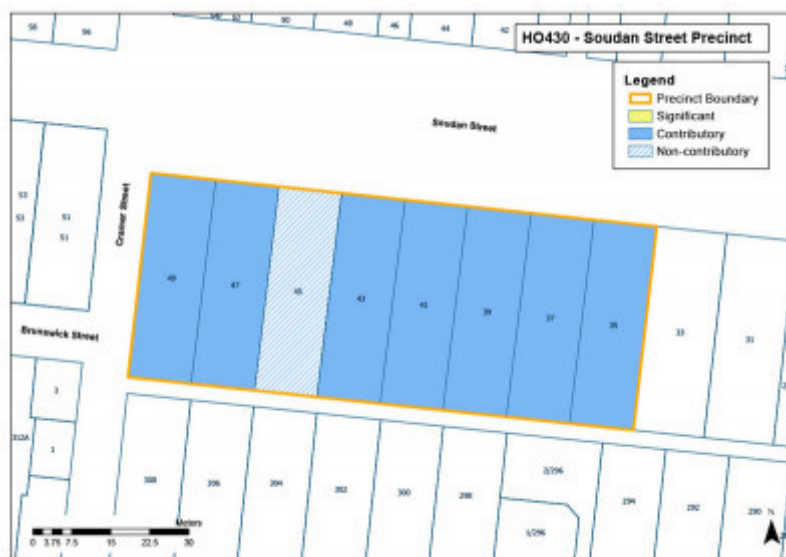 58
56
50
52
50
48
46
44
42
HO430 - Soudan Street Precinct
Legend
Precinct Boundary
Significant
Contributory
Non-contributory
Soudan Street
Cramer Street
53
53
51
51
49
47
45
43
41
39
37
35
33
31
Brunswick Street
3
1
312A
308
306
304
302
300
298
2/296
1/296
294
292
290
N
Meters
0 3.75 7.5 15 22.5 30